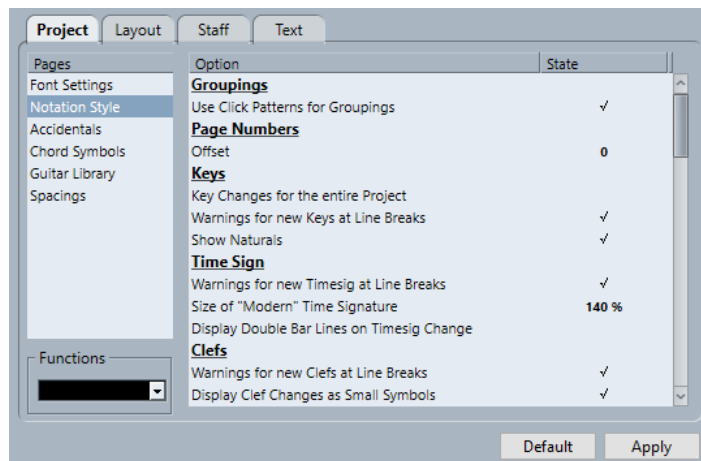 Project Layout Staff Text
Pages
Font Settings
Notation Style
Accidentals
Chord Symbols
Guitar Library
Spacings
Functions
Option State
Groupings
Use Click Patterns for Groupings √
Page Numbers
Offset 0
Keys
Key Changes for the entire Project
Warnings for new Keys at Line Breaks √
Show Naturals √
Time Sign
Warnings for new Timesig at Line Breaks √
Size of "Modern" Time Signature 140 %
Display Double Bar Lines on Timesig Change
Clefs
Warnings for new Clefs at Line Breaks √
Display Clef Changes as Small Symbols √
Default Apply